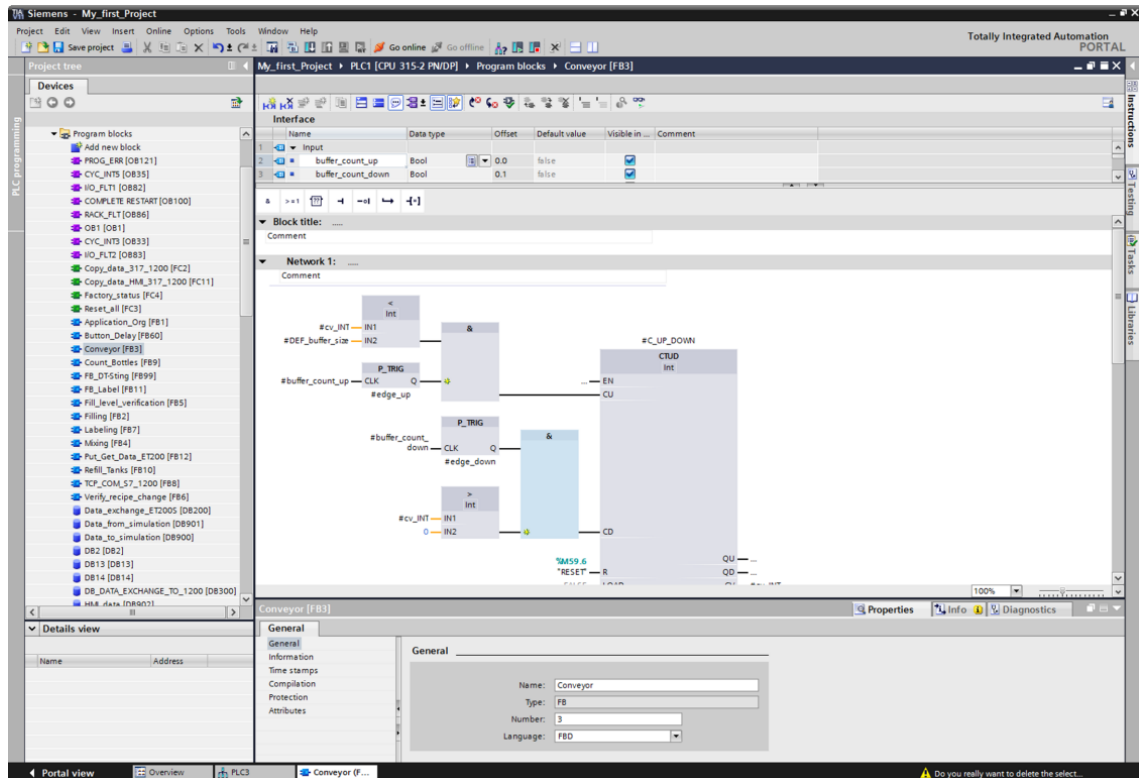 Siemens - My_first_Project
Project Edit View Insert Online Options Tools Window Help
Totally Integrated Automation
PORTAL
Save project Go online Go offline
Project tree
My_first_Project PLC1 [CPU 315-2 PN/DP] Program blocks Conveyor [FB3]
Devices
PLC programming
Program blocks
Add new block
PROG_ERR [OB121]
CYC_INT5 [OB35]
I/O_FLT1 [OB82]
COMPLETE RESTART [OB100]
RACK_FLT [OB86]
OB1 [OB1]
CYC_INT3 [OB33]
I/O_FLT2 [OB83]
Copy_data_317_1200 [FC2]
Copy_data_HMI_317_1200 [FC11]
Factory_status [FC4]
Reset_all [FC3]
Application_Org [FB1]
Button_Delay [FB60]
Conveyor [FB3]
Count_Bottles [FB9]
FB_DT-Sting [FB99]
FB_Label [FB11]
Fill_level_verification [FB5]
Filling [FB2]
Labeling [FB7]
Mixing [FB4]
Put_Get_Data_ET200 [FB12]
Refill_Tanks [FB10]
TCP_COM_S7_1200 [FB8]
Verify_recipe_change [FB6]
Data_exchange_ET200S [DB200]
Data_from_simulation [DB901]
Data_to_simulation [DB900]
DB2 [DB2]
DB13 [DB13]
DB14 [DB14]
DB_DATA_EXCHANGE_TO_1200 [DB300]
HMI_data [DB902]
Details view
Name Address
Interface
Name Data type Offset Default value Visible in ... Comment
1 Input
2 buffer_count_up Bool 0.0 false
3 buffer_count_down Bool 0.1 false
& >=1 ??
Block title: .....
Comment
Network 1: .....
Comment
<
Int
#cv_INT IN1
#DEF_buffer_size IN2
&
P_TRIG
#buffer_count_up CLK Q
#edge_up
#C_UP_DOWN
CTUD
Int
... EN
CU
P_TRIG
#buffer_count_
down CLK Q
#edge_down
&
>
Int
#cv_INT IN1
0 IN2
CD
%M59.6
"RESET" R
QU ...
QD ...
100%
Instructions
Testing
Tasks
Libraries
Conveyor [FB3]
Properties Info Diagnostics
General
General
Information
Time stamps
Compilation
Protection
Attributes
General
Name: Conveyor
Type: FB
Number: 3
Language: FBD
Portal view Overview PLC3 Conveyor (F... Do you really want to delete the select...